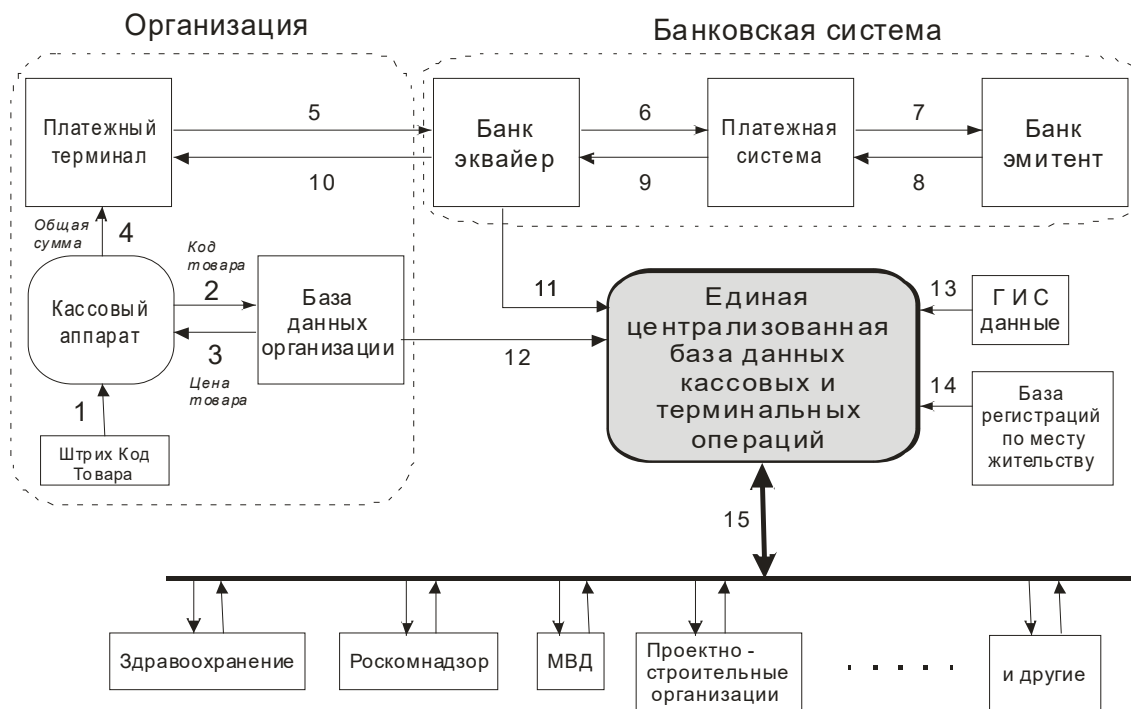 Организация
Банковская система
Платежный
терминал
5
10
Банк
эквайер
6
9
Платежная
система
7
8
Банк
эмитент
Общая
сумма
4
Код
товара
2
Кассовый
аппарат
3
Цена
товара
База
данных
организации
1
Штрих Код
Товара
11
12
Единая
централизованная
база данных
кассовых и
терминальных
операций
13
ГИС
данные
14
База
регистраций
по месту
жительству
15
Здравоохранение
Роскомнадзор
МВД
Проектно -
строительные
организации
. . . . .
и другие